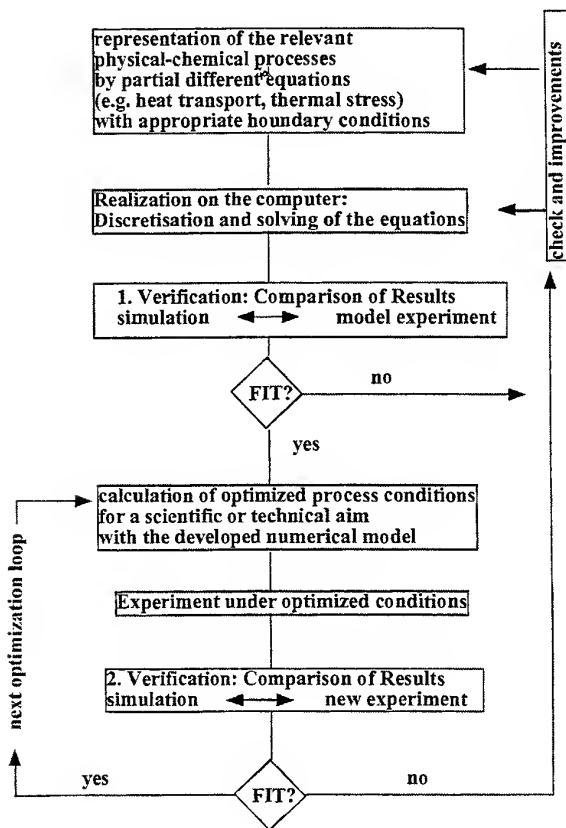 representation of the relevant
physical-chemical processes
by partial different equations
(e.g. heat transport, thermal stress)
with appropriate houndary conditions
check and improvements
Realization on the computer:
Discretisation and solving of the equations
1. Verification: Comparison of Results
simulation model experiment
FIT?
no
yes
calculation of optimized process conditions
for a scientific or technical aim
with the developed numerical model
next optimization loop
Experiment under optimized conditions
2. Verification: Comparison of Results
simulation new experiment
yes
FIT?
no